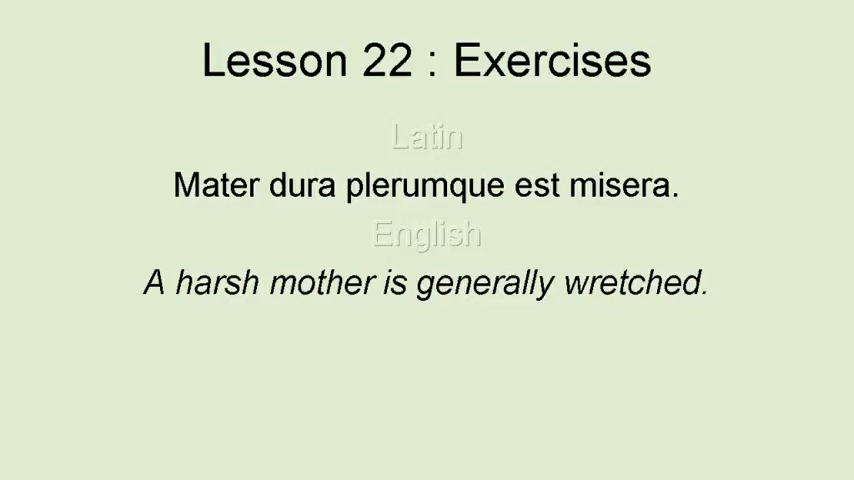 Lesson 22 : Exercises
Latin
Mater dura plerumque est misera.
English
A harsh mother is generally wretched.